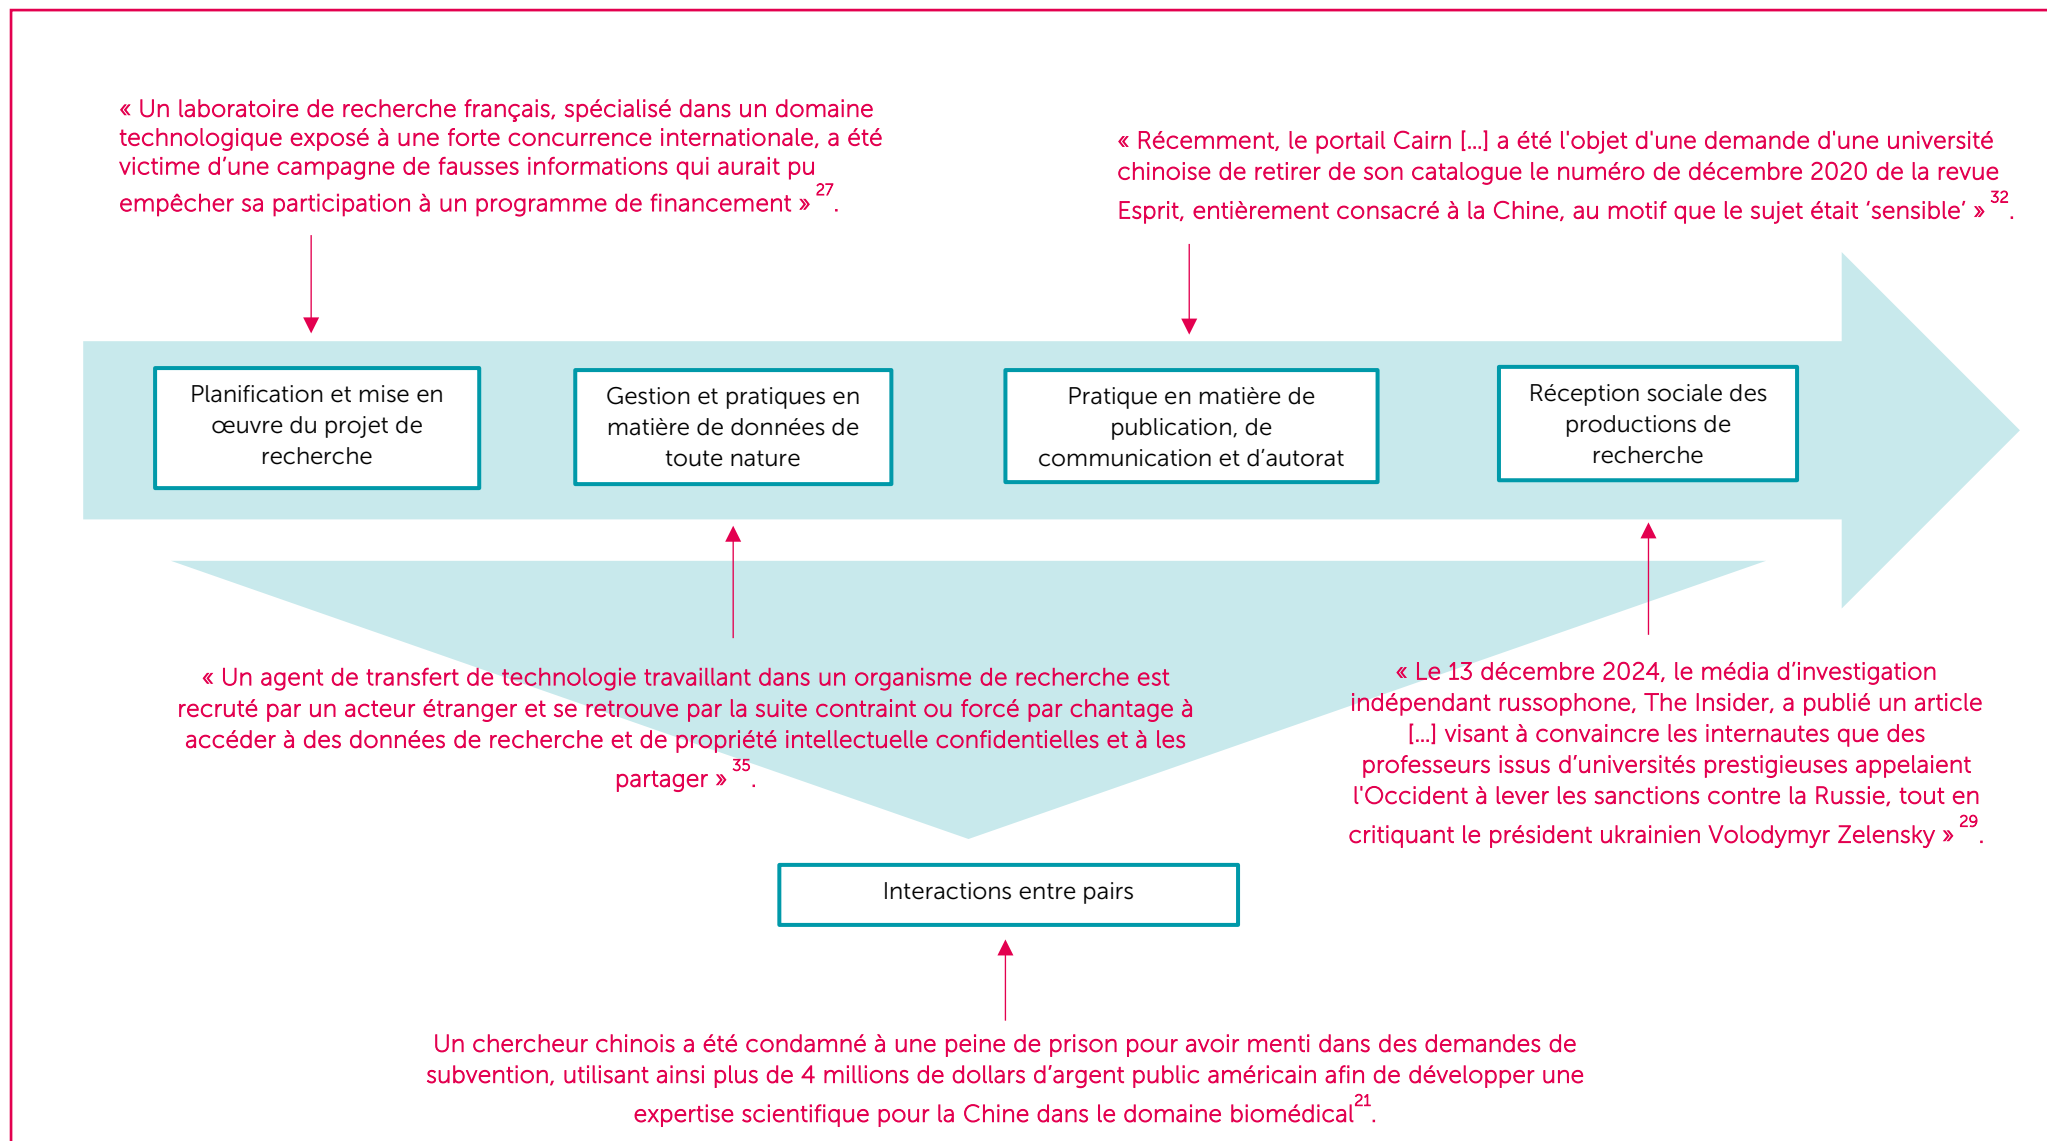 « Un laboratoire de recherche français, spécialisé dans un domaine
technologique exposé à une forte concurrence internationale, a été
victime d’une campagne de fausses informations qui aurait pu
empêcher sa participation à un programme de financement » 27.
« Récemment, le portail Cairn [...] a été l'objet d'une demande d'une université
chinoise de retirer de son catalogue le numéro de décembre 2020 de la revue
Esprit, entièrement consacré à la Chine, au motif que le sujet était ‘sensible’ » 32.
Planification et mise en
œuvre du projet de
recherche
Gestion et pratiques en
matière de données de
toute nature
Pratique en matière de
publication, de
communication et d’autorat
Réception sociale des
productions de
recherche
« Un agent de transfert de technologie travaillant dans un organisme de recherche est
recruté par un acteur étranger et se retrouve par la suite contraint ou forcé par chantage à
accéder à des données de recherche et de propriété intellectuelle confidentielles et à les
partager » 35.
« Le 13 décembre 2024, le média d’investigation
indépendant russophone, The Insider, a publié un article
[...] visant à convaincre les internautes que des
professeurs issus d’universités prestigieuses appelaient
l'Occident à lever les sanctions contre la Russie, tout en
critiquant le président ukrainien Volodymyr Zelensky » 29.
Interactions entre pairs
Un chercheur chinois a été condamné à une peine de prison pour avoir menti dans des demandes de
subvention, utilisant ainsi plus de 4 millions de dollars d’argent public américain afin de développer une
expertise scientifique pour la Chine dans le domaine biomédical21.